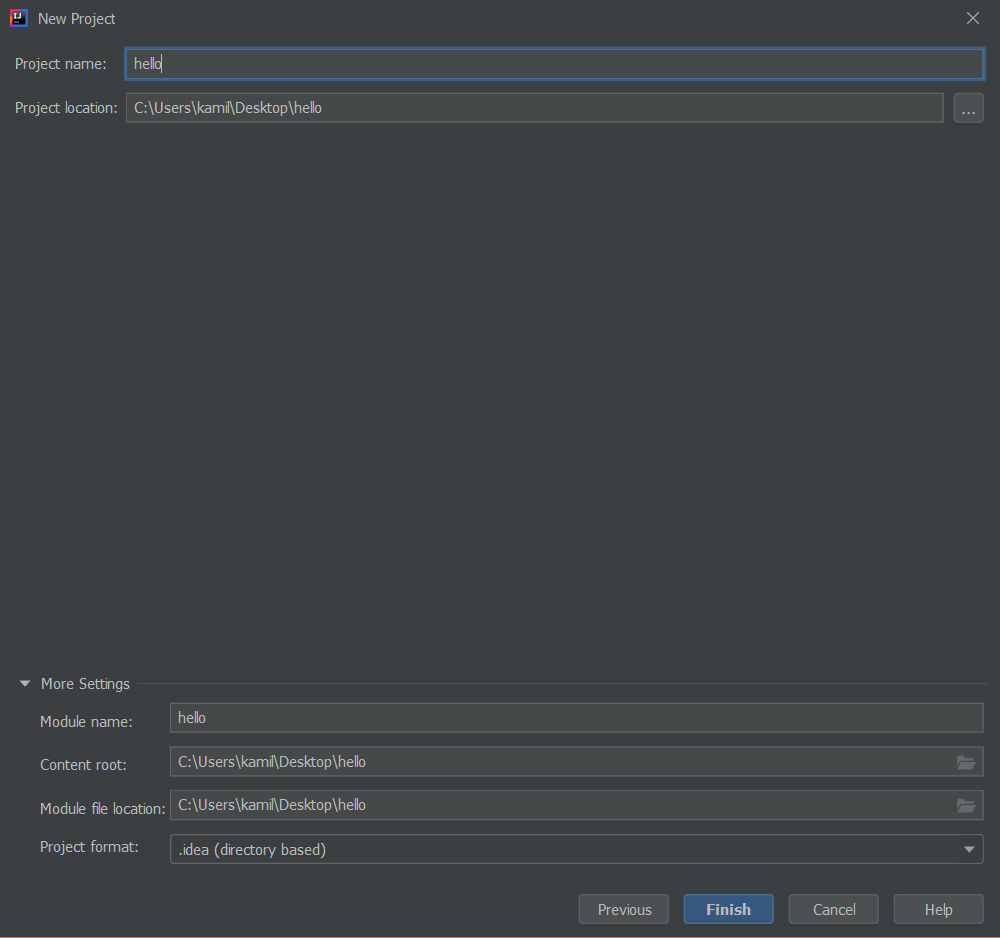 New Project
Project name: hello
Project location: C:\Users\kamil\Desktop\hello ...
More Settings
Module name: hello
Content root: C:\Users\kamil\Desktop\hello
Module file location: C:\Users\kamil\Desktop\hello
Project format: .idea (directory based)
Previous Finish Cancel Help